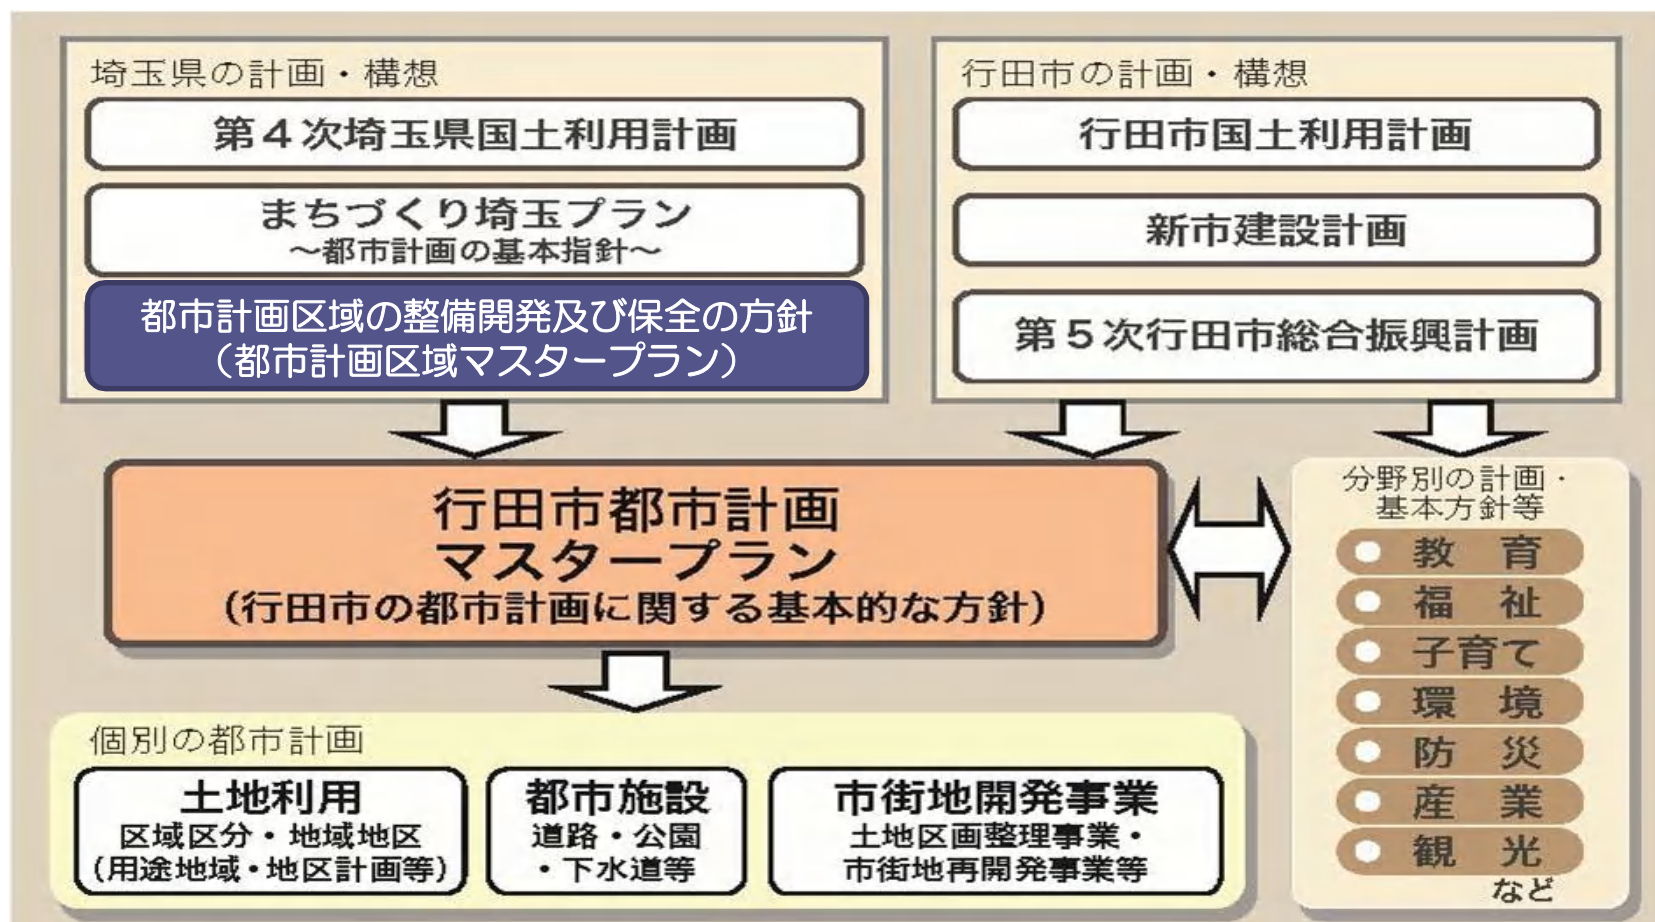 埼玉県の計画・構想
第４次埼玉県国土利用計画
まちづくり埼玉プラン
～都市計画の基本指針～
都市計画区域の整備開発及び保全の方針
（都市計画区域マスタープラン）
行田市の計画・構想
行田市国土利用計画
新市建設計画
第５次行田市総合振興計画
行田市都市計画
マスタープラン
（行田市の都市計画に関する基本的な方針）
分野別の計画・
基本方針等
教　育
福　祉
子育て
環　境
防　災
産　業
観　光
など
個別の都市計画
土地利用
区域区分・地域地区
（用途地域・地区計画等）
都市施設
道路・公園
・下水道等
市街地開発事業
土地区画整理事業・
市街地再開発事業等